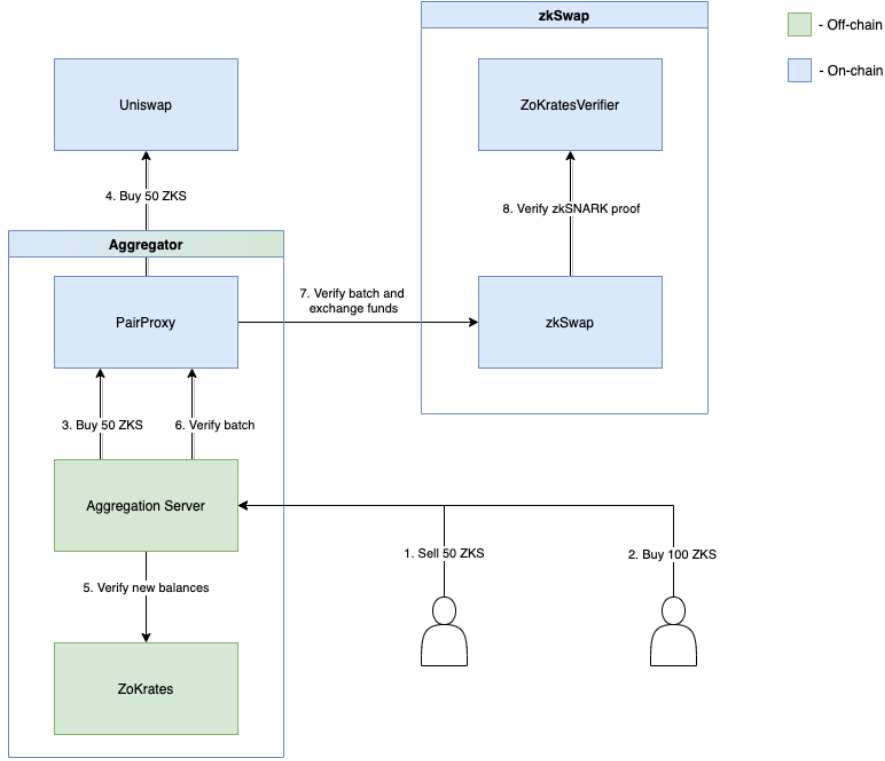 zkSwap
- Off-chain
- On-chain
Uniswap
ZoKratesVerifier
4. Buy 50 ZKS
8. Verify zkSNARK proof
Aggregator
7. Verify batch and
exchange funds
PairProxy
zkSwap
3. Buy 50 ZKS
6. Verify batch
Aggregation Server
1. Sell 50 ZKS
2. Buy 100 ZKS
5. Verify new balances
ZoKrates